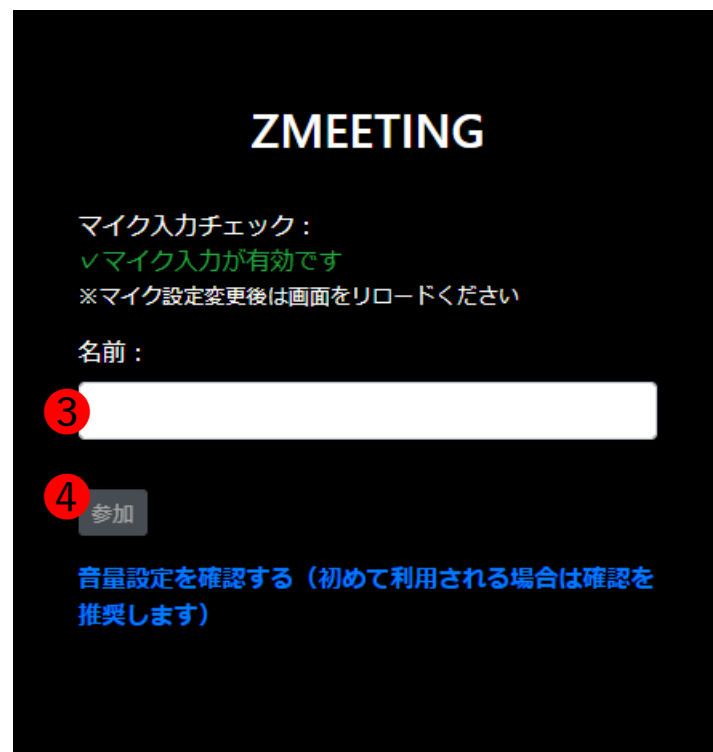 ZMEETING
マイク入力チェック：
✓マイク入力が有効です
※マイク設定変更後は画面をリロードください
名前：
3
4
参加
音量設定を確認する（初めて利用される場合は確認を
推奨します）